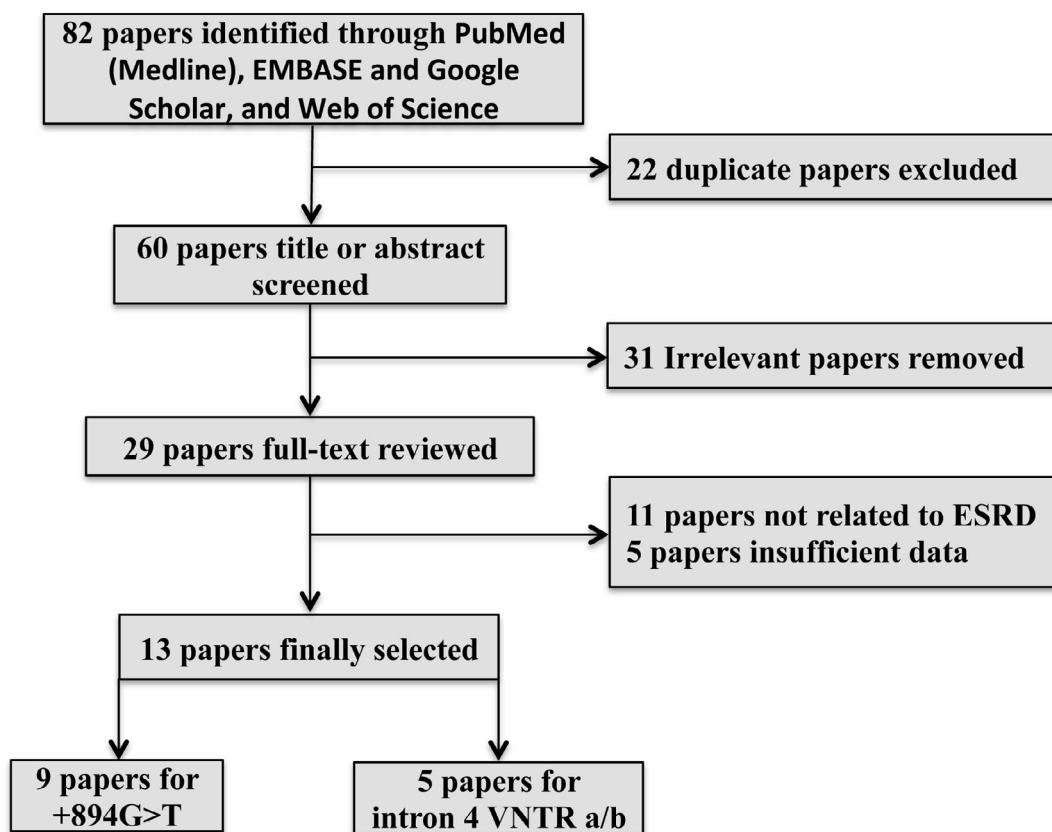 82 papers identified through PubMed
(Medline), EMBASE and Google
Scholar, and Web of Science
22 duplicate papers excluded
60 papers title or abstract
screened
31 Irrelevant papers removed
29 papers full-text reviewed
11 papers not related to ESRD
5 papers insufficient data
13 papers finally selected
9 papers for
+894G>T
5 papers for
intron 4 VNTR a/b